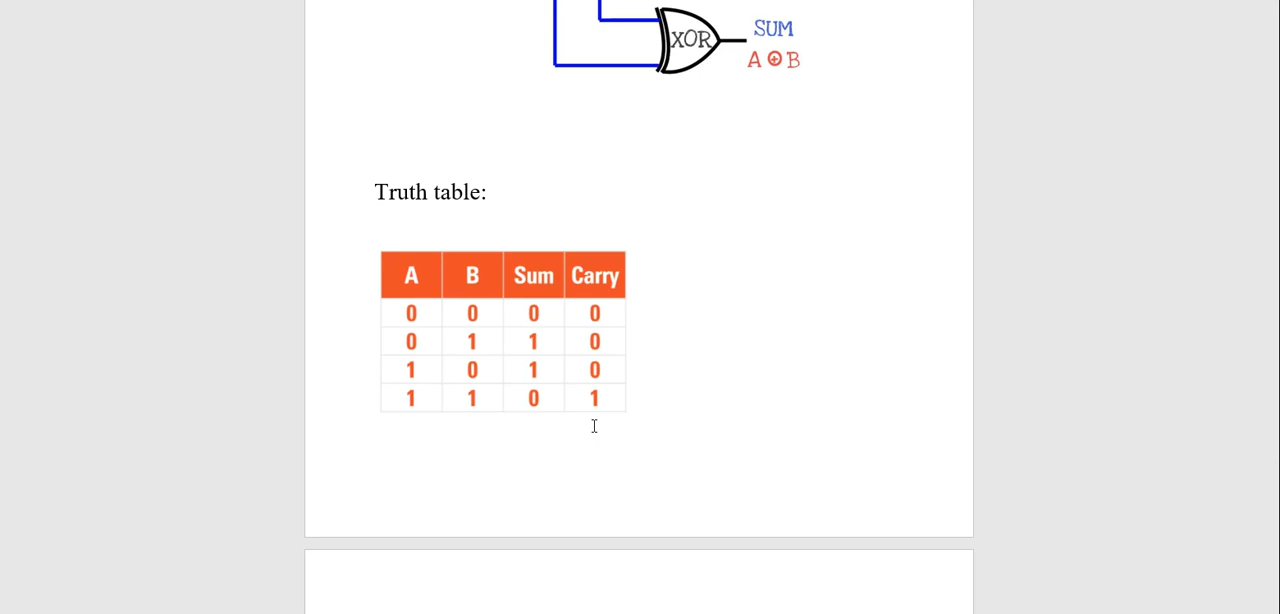 XOR
SUM
A ⊕ B
Truth table:
A B Sum Carry
0 0 0 0
0 1 1 0
1 0 1 0
1 1 0 1